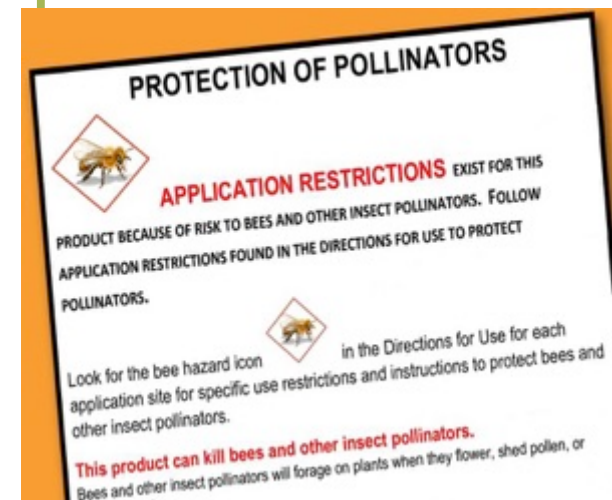 PROTECTION OF POLLINATORS
APPLICATION RESTRICTIONS EXIST FOR THIS
PRODUCT BECAUSE OF RISK TO BEES AND OTHER INSECT POLLINATORS. FOLLOW
APPLICATION RESTRICTIONS FOUND IN THE DIRECTIONS FOR USE TO PROTECT
POLLINATORS.
Look for the bee hazard icon in the Directions for Use for each
application site for specific use restrictions and instructions to protect bees and
other insect pollinators.
This product can kill bees and other insect pollinators.
Bees and other insect pollinators will forage on plants when they flower, shed pollen, or